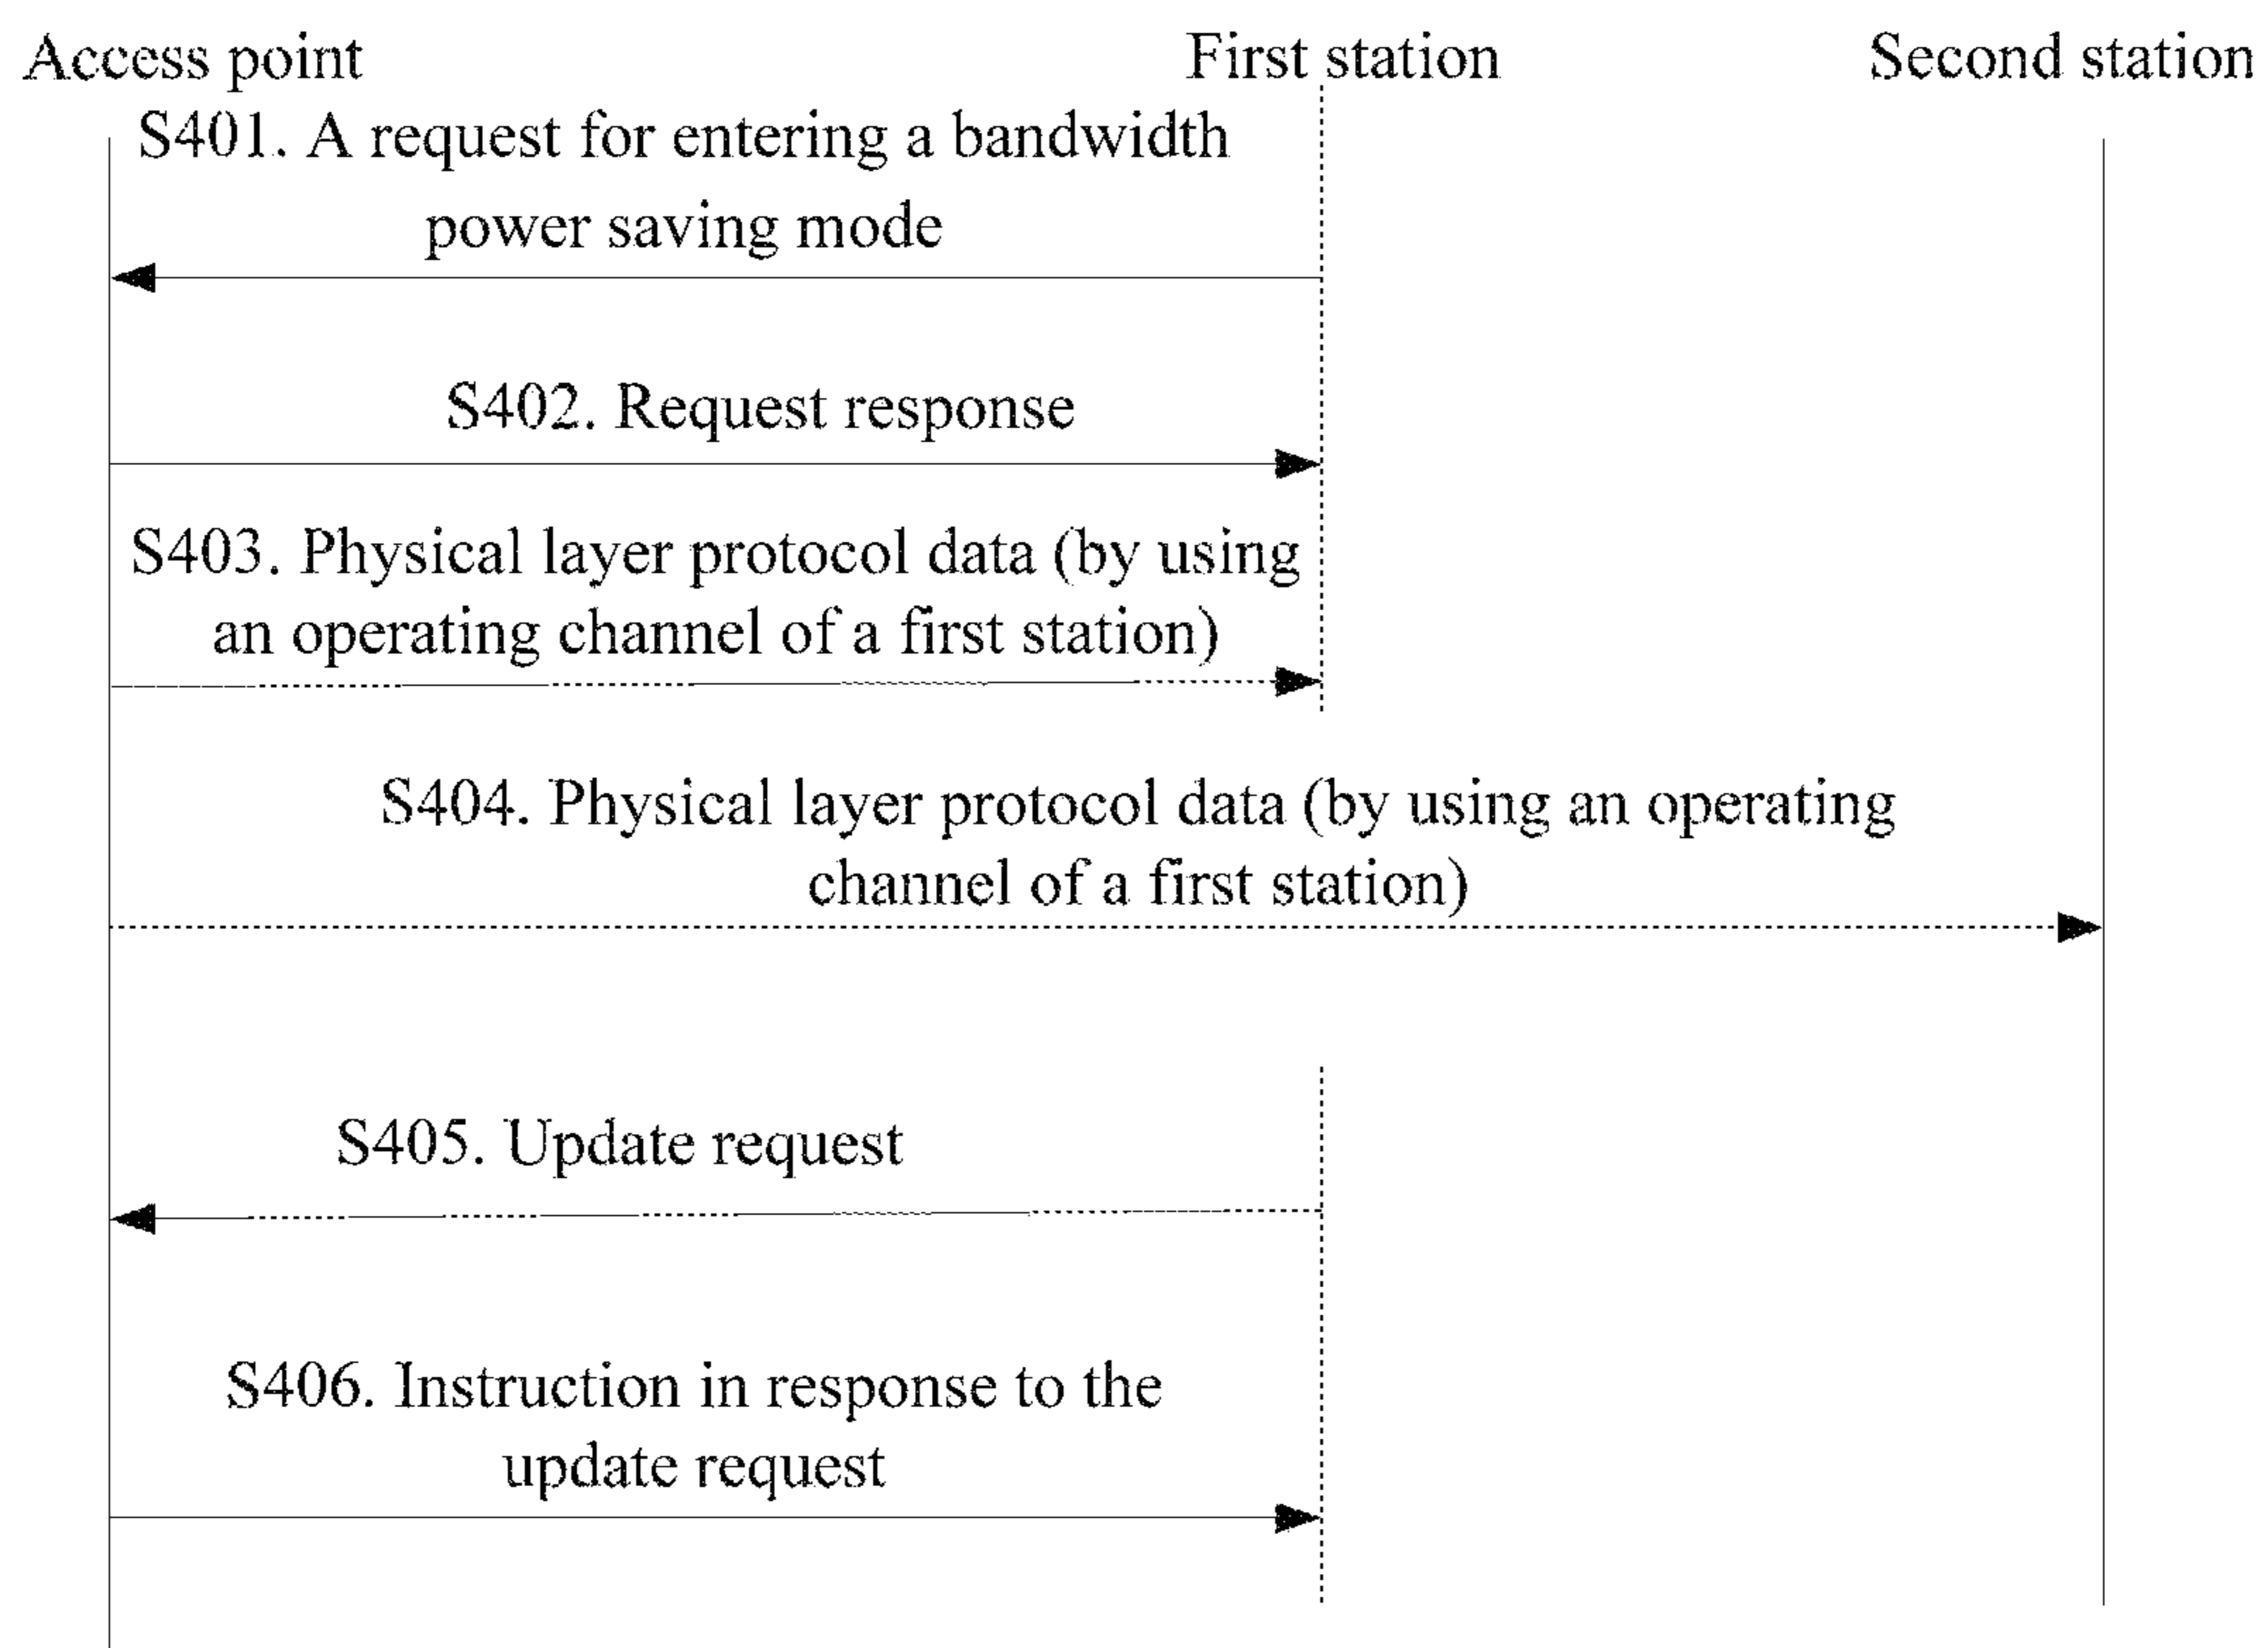 Access point
First station
Second station
S401. A request for entering a bandwidth
power saving mode
S402. Request response
S403. Physical layer protocol data (by using
an operating channel of a first station)
S404. Physical layer protocol data (by using an operating
channel of a first station)
S405. Update request
S406. Instruction in response to the
update request